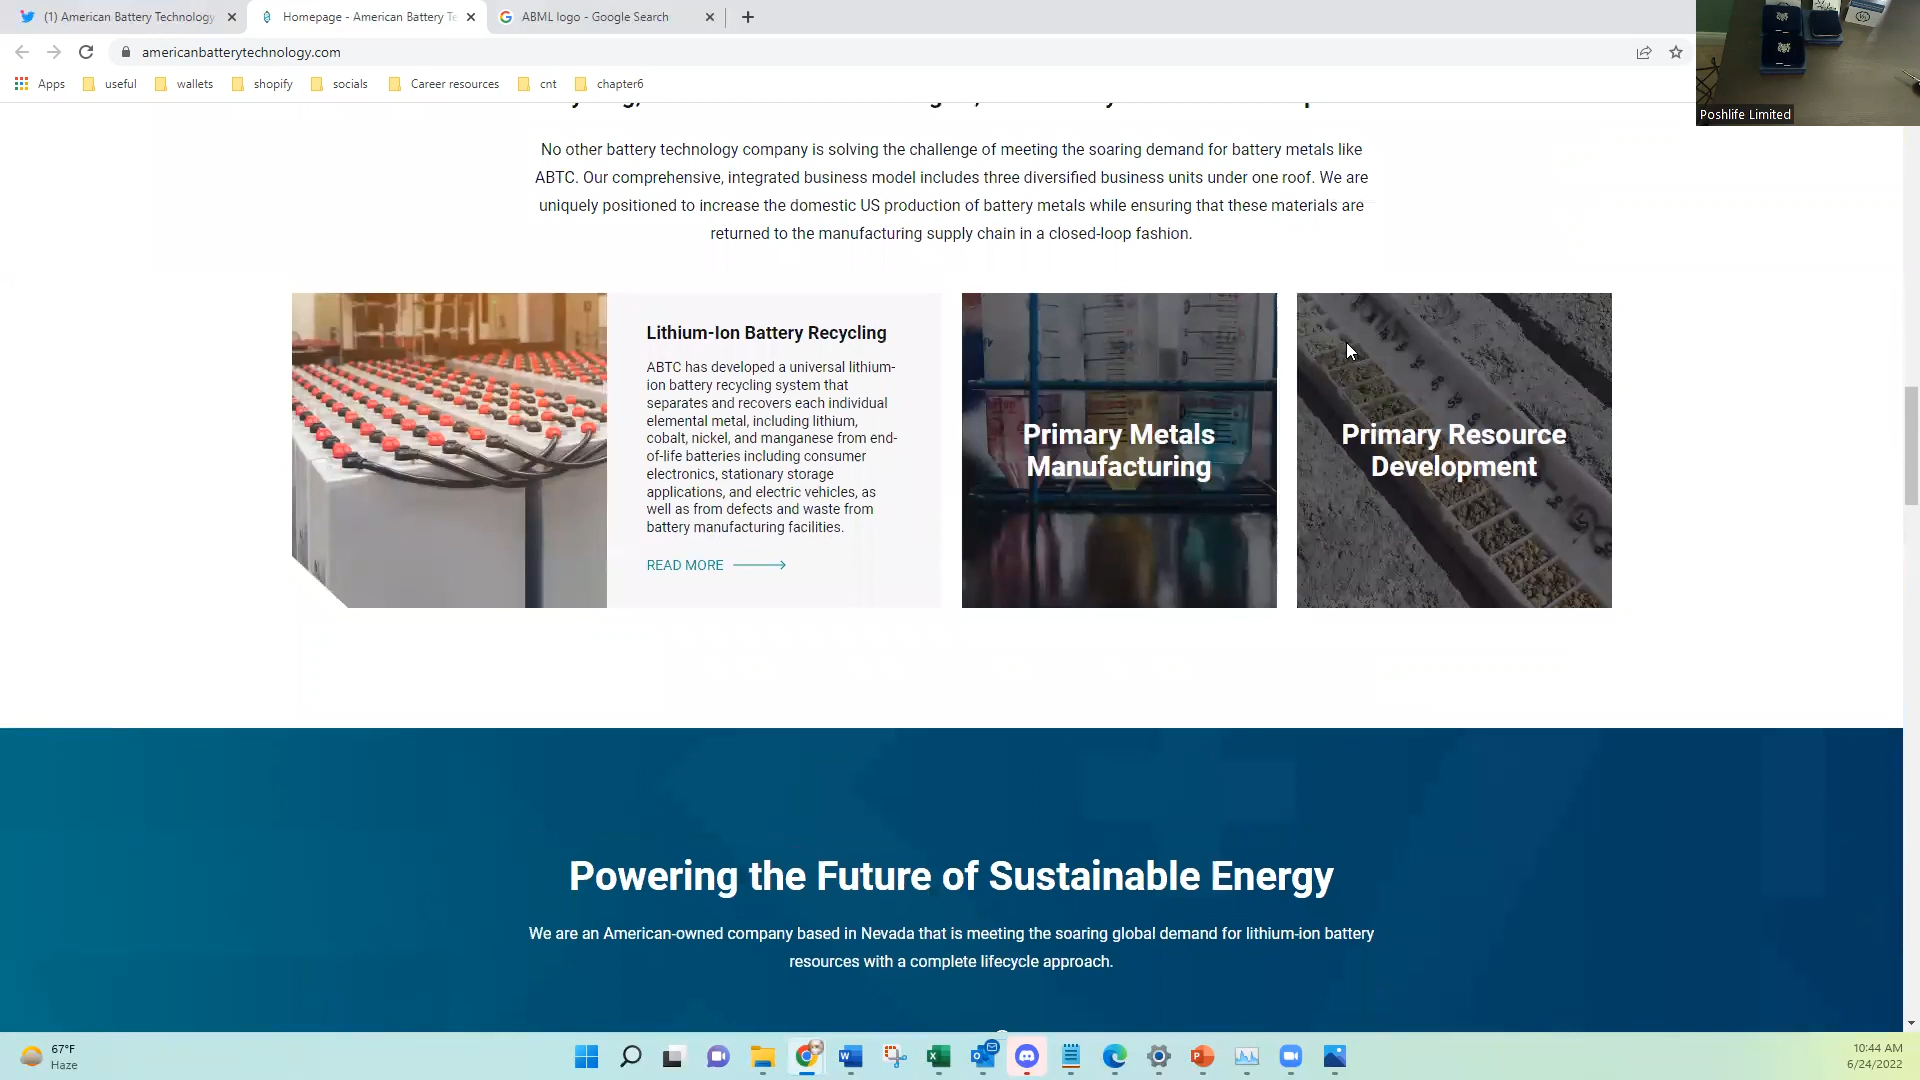 (1) American Battery Technology
Homepage - American Battery Te
ABML logo - Google Search
americanbatterytechnology.com
Apps
useful
wallets
shopify
socials
Career resources
cnt
chapter6
Poshlife Limited
No other battery technology company is solving the challenge of meeting the soaring demand for battery metals like
ABTC. Our comprehensive, integrated business model includes three diversified business units under one roof. We are
uniquely positioned to increase the domestic US production of battery metals while ensuring that these materials are
returned to the manufacturing supply chain in a closed-loop fashion.
Lithium-Ion Battery Recycling
ABTC has developed a universal lithium-
ion battery recycling system that
separates and recovers each individual
elemental metal, including lithium,
cobalt, nickel, and manganese from end-
of-life batteries including consumer
electronics, stationary storage
applications, and electric vehicles, as
well as from defects and waste from
battery manufacturing facilities.
READ MORE
Primary Metals
Manufacturing
Primary Resource
Development
Powering the Future of Sustainable Energy
We are an American-owned company based in Nevada that is meeting the soaring global demand for lithium-ion battery
resources with a complete lifecycle approach.
67°F
Haze
10:44 AM
6/24/2022